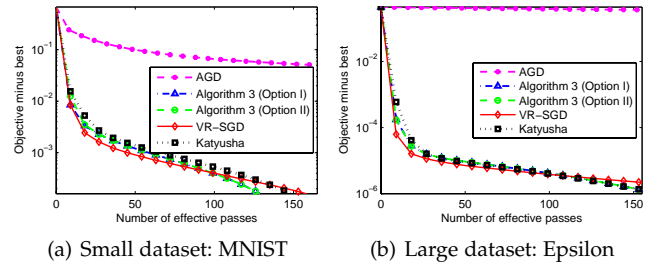 Objective minus best
10^-1
10^-2
10^-3
0
50
100
150
Number of effective passes
AGD
Algorithm 3 (Option I)
Algorithm 3 (Option II)
VR-SGD
Katyusha
(a) Small dataset: MNIST
Objective minus best
10^-2
10^-4
10^-6
0
50
100
150
Number of effective passes
AGD
Algorithm 3 (Option I)
Algorithm 3 (Option II)
VR-SGD
Katyusha
(b) Large dataset: Epsilon